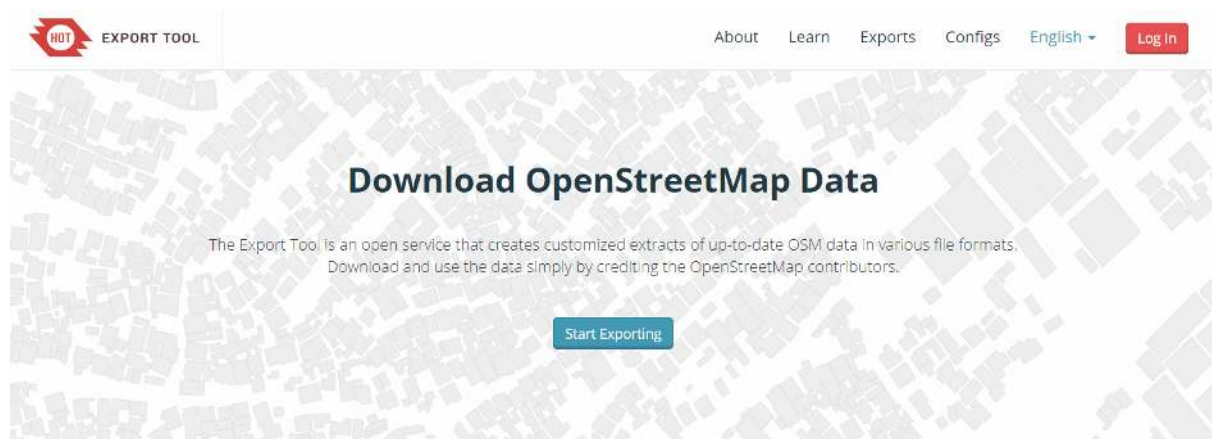 HOT EXPORT TOOL About Learn Exports Configs English Log In
Download OpenStreetMap Data
The Export Tool is an open service that creates customized extracts of up-to-date OSM data in various file formats.
Download and use the data simply by crediting the OpenStreetMap contributors.
Start Exporting